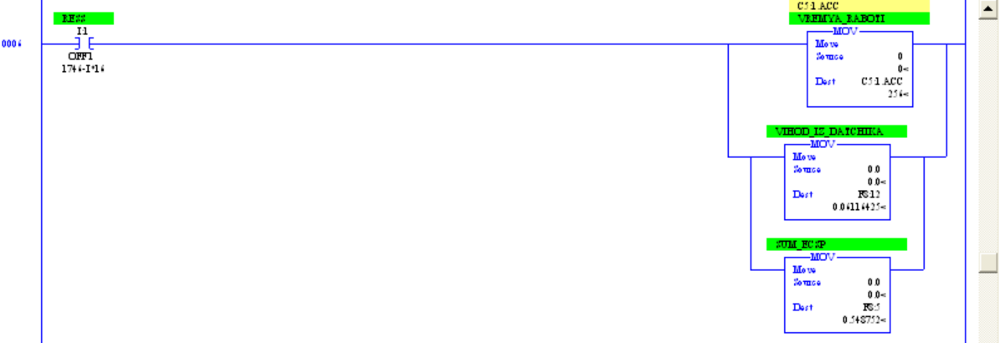 C5:1.ACC
RESS
VREMYA_RABOTI
I:1
MOV
0006
Move
OFF1
Source 0
1746-I*16
0<
Dest C5:1.ACC
256<
VIHOD_IZ_DATCHIKA
MOV
Move
Source 0.0
0.0<
Dest F8:12
0.06116425<
SUM_ECSP
MOV
Move
Source 0.0
0.0<
Dest F8:5
0.548752<